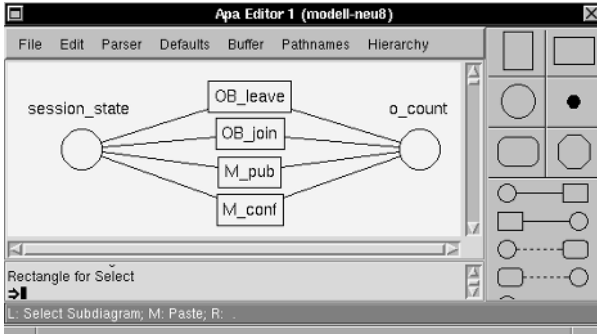 Apa Editor 1 (modell-neu8)
File Edit Parser Defaults Buffer Pathnames Hierarchy
OB_leave
session_state o_count
OB_join
M_pub
M_conf
Rectangle for Select
L: Select Subdiagram; M: Paste; R: .